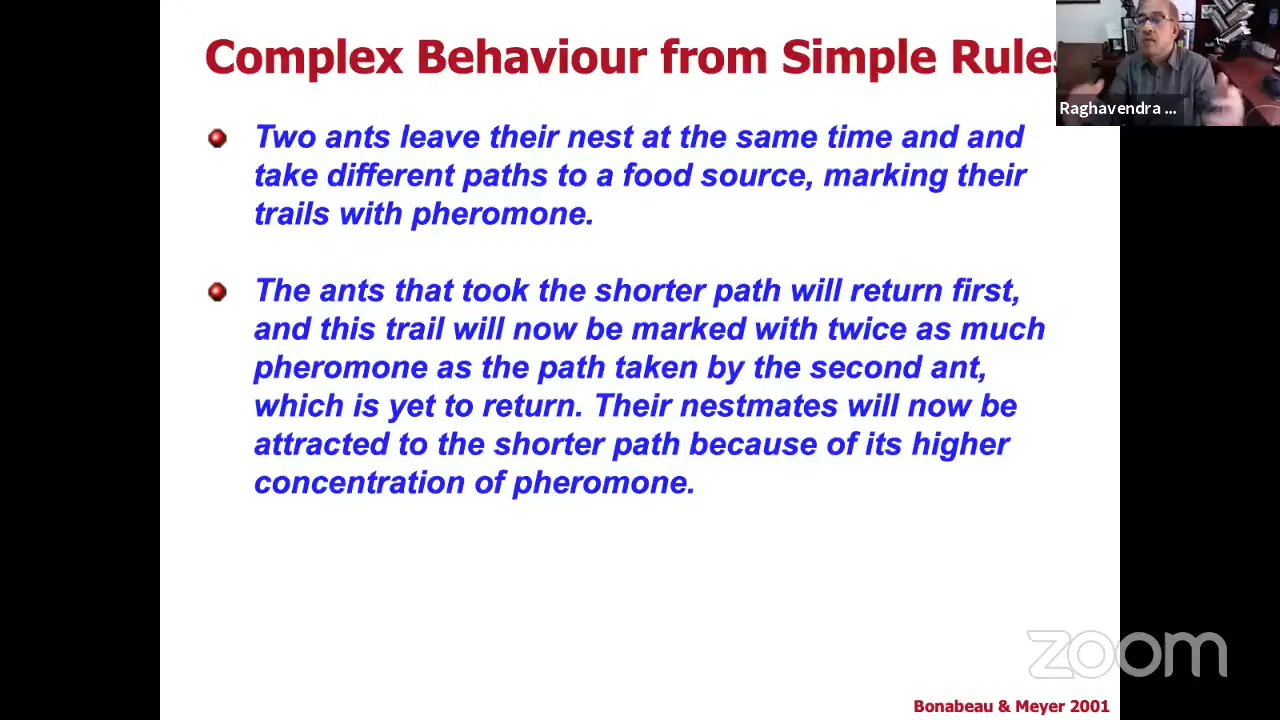 Complex Behaviour from Simple Rules
Raghavendra ...
Two ants leave their nest at the same time and and
take different paths to a food source, marking their
trails with pheromone.
The ants that took the shorter path will return first,
and this trail will now be marked with twice as much
pheromone as the path taken by the second ant,
which is yet to return. Their nestmates will now be
attracted to the shorter path because of its higher
concentration of pheromone.
zoom
Bonabeau & Meyer 2001